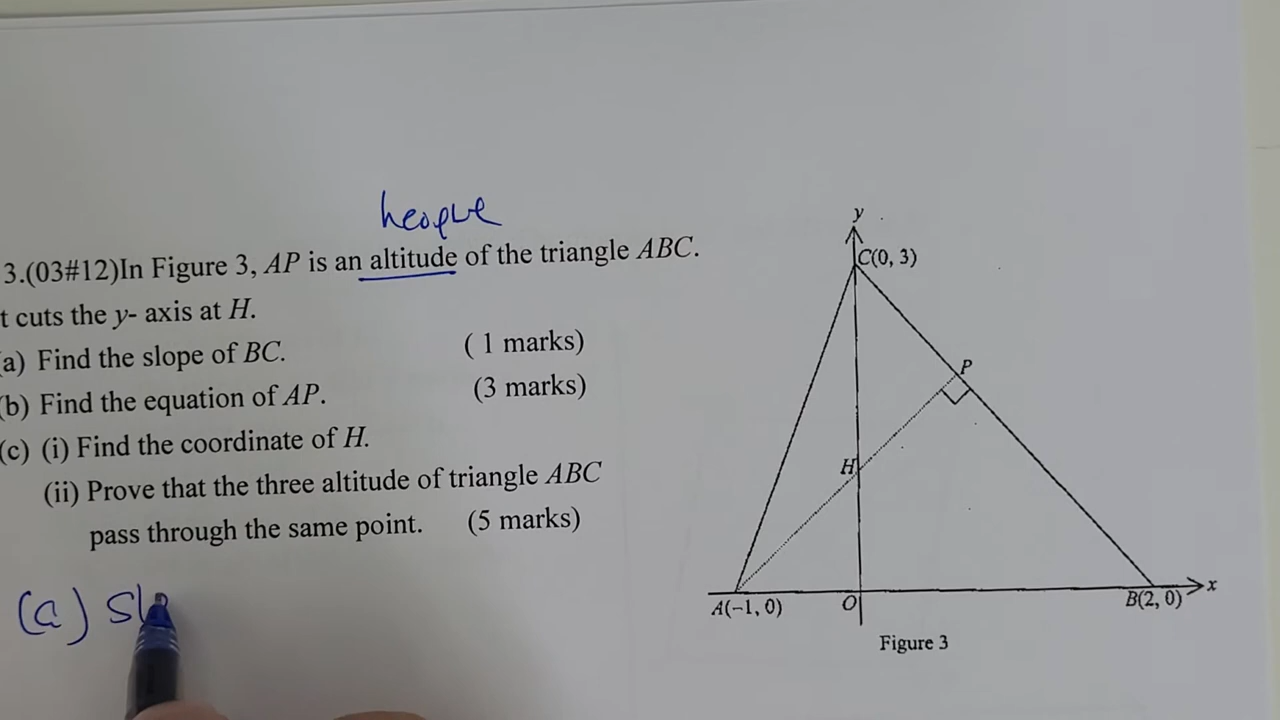 3.(03#12)In Figure 3, AP is an altitude of the triangle ABC.
t cuts the y- axis at H.
a) Find the slope of BC. ( 1 marks)
(b) Find the equation of AP. (3 marks)
(c) (i) Find the coordinate of H.
(ii) Prove that the three altitude of triangle ABC
pass through the same point. (5 marks)
(a) sl
y
C(0, 3)
P
H
A(−1, 0)
O
B(2, 0)
x
Figure 3